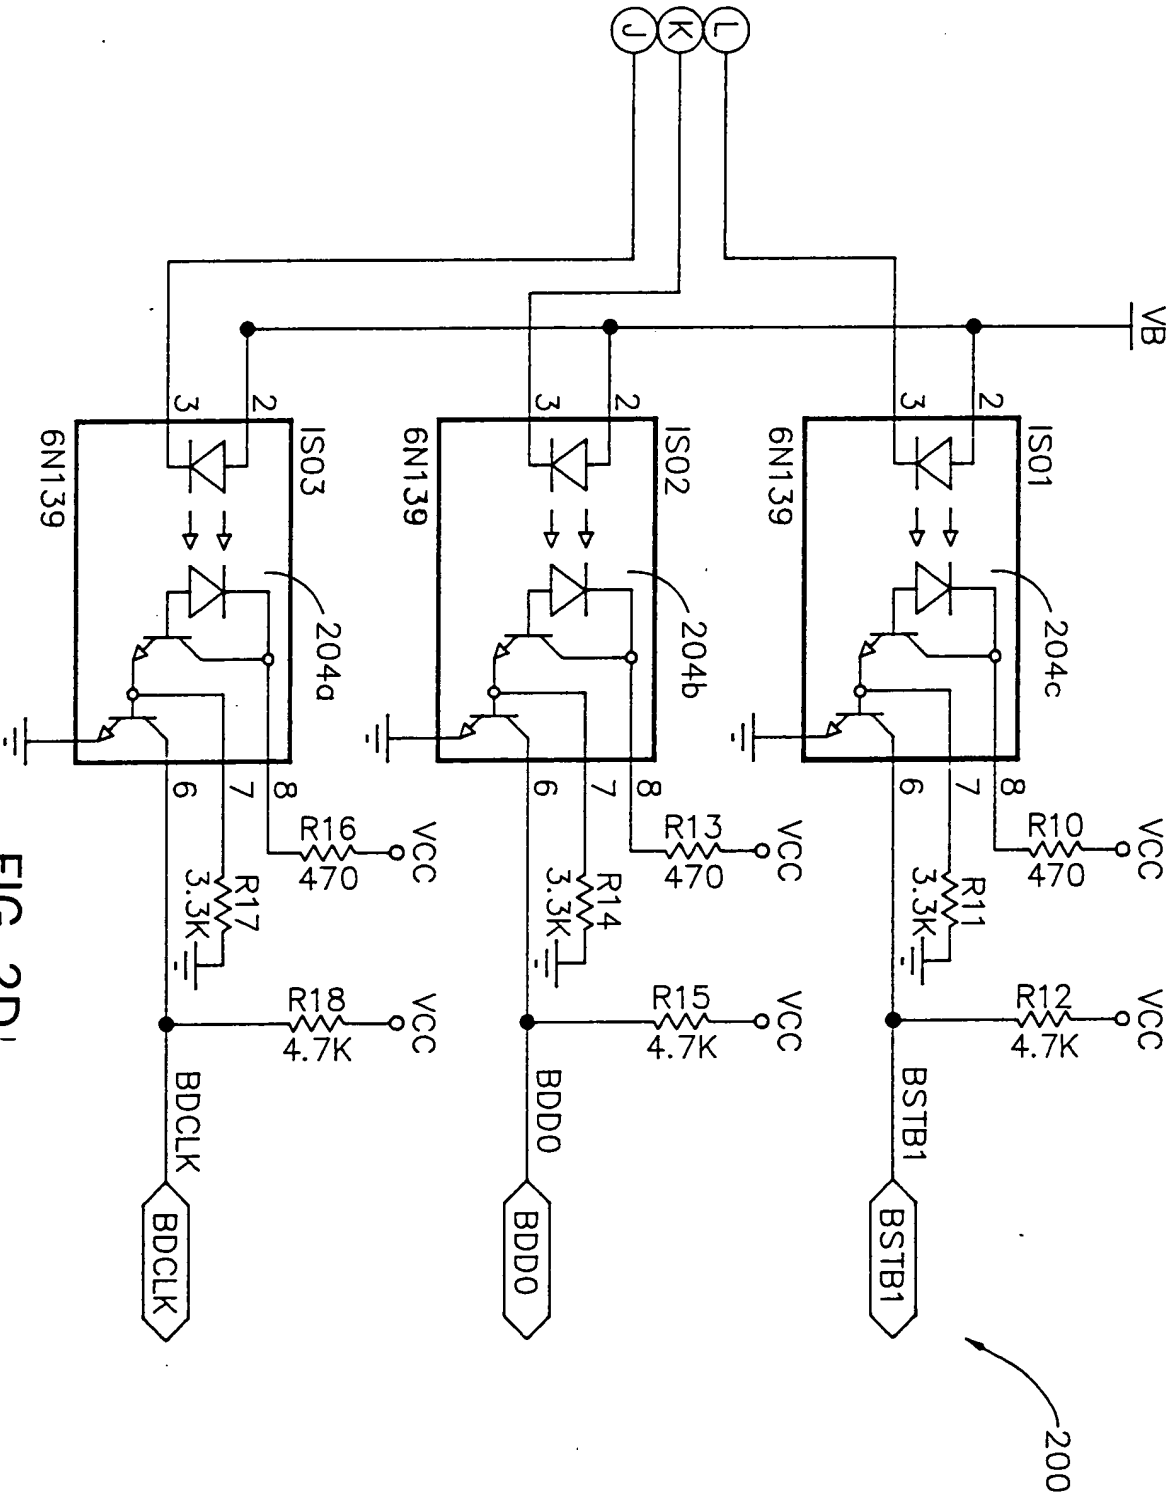 VB
L
K
J
ISO1
2
3
6N139
204c
8
7
6
VCC
R10
470
R11
3.3K
VCC
R12
4.7K
BSTB1
BSTB1
ISO2
2
3
6N139
204b
8
7
6
VCC
R13
470
R14
3.3K
VCC
R15
4.7K
BDD0
BDD0
ISO3
2
3
6N139
204a
8
7
6
VCC
R16
470
R17
3.3K
VCC
R18
4.7K
BDCLK
BDCLK
200